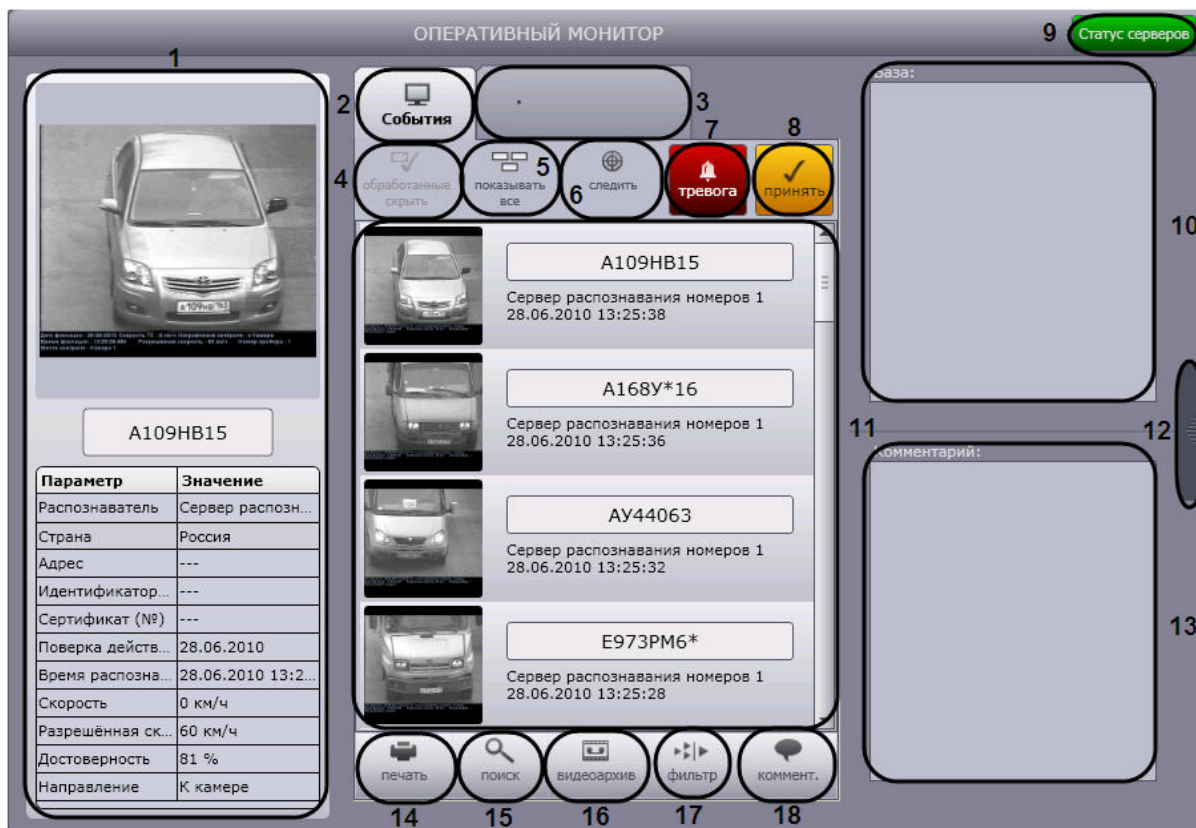 ОПЕРАТИВНЫЙ МОНИТОР
9
Статус серверов
1
2
События
3
7
8
4
обработанные скрыть
показывать все
5
6
следить
тревога
принять
А109НВ15
Параметр Значение
Распознаватель Сервер распозн...
Страна Россия
Адрес ---
Идентификатор... ---
Сертификат (№) ---
Поверка действ... 28.06.2010
Время распозна... 28.06.2010 13:2...
Скорость 0 км/ч
Разрешённая ск... 60 км/ч
Достоверность 81 %
Направление К камере
А109НВ15
Сервер распознавания номеров 1
28.06.2010 13:25:38
А168У*16
Сервер распознавания номеров 1
28.06.2010 13:25:36
АУ44063
Сервер распознавания номеров 1
28.06.2010 13:25:32
Е973РМ6*
Сервер распознавания номеров 1
28.06.2010 13:25:28
печать
поиск
видеоархив
фильтр
коммент.
14
15
16
17
18
База:
10
11
12
Комментарий:
13